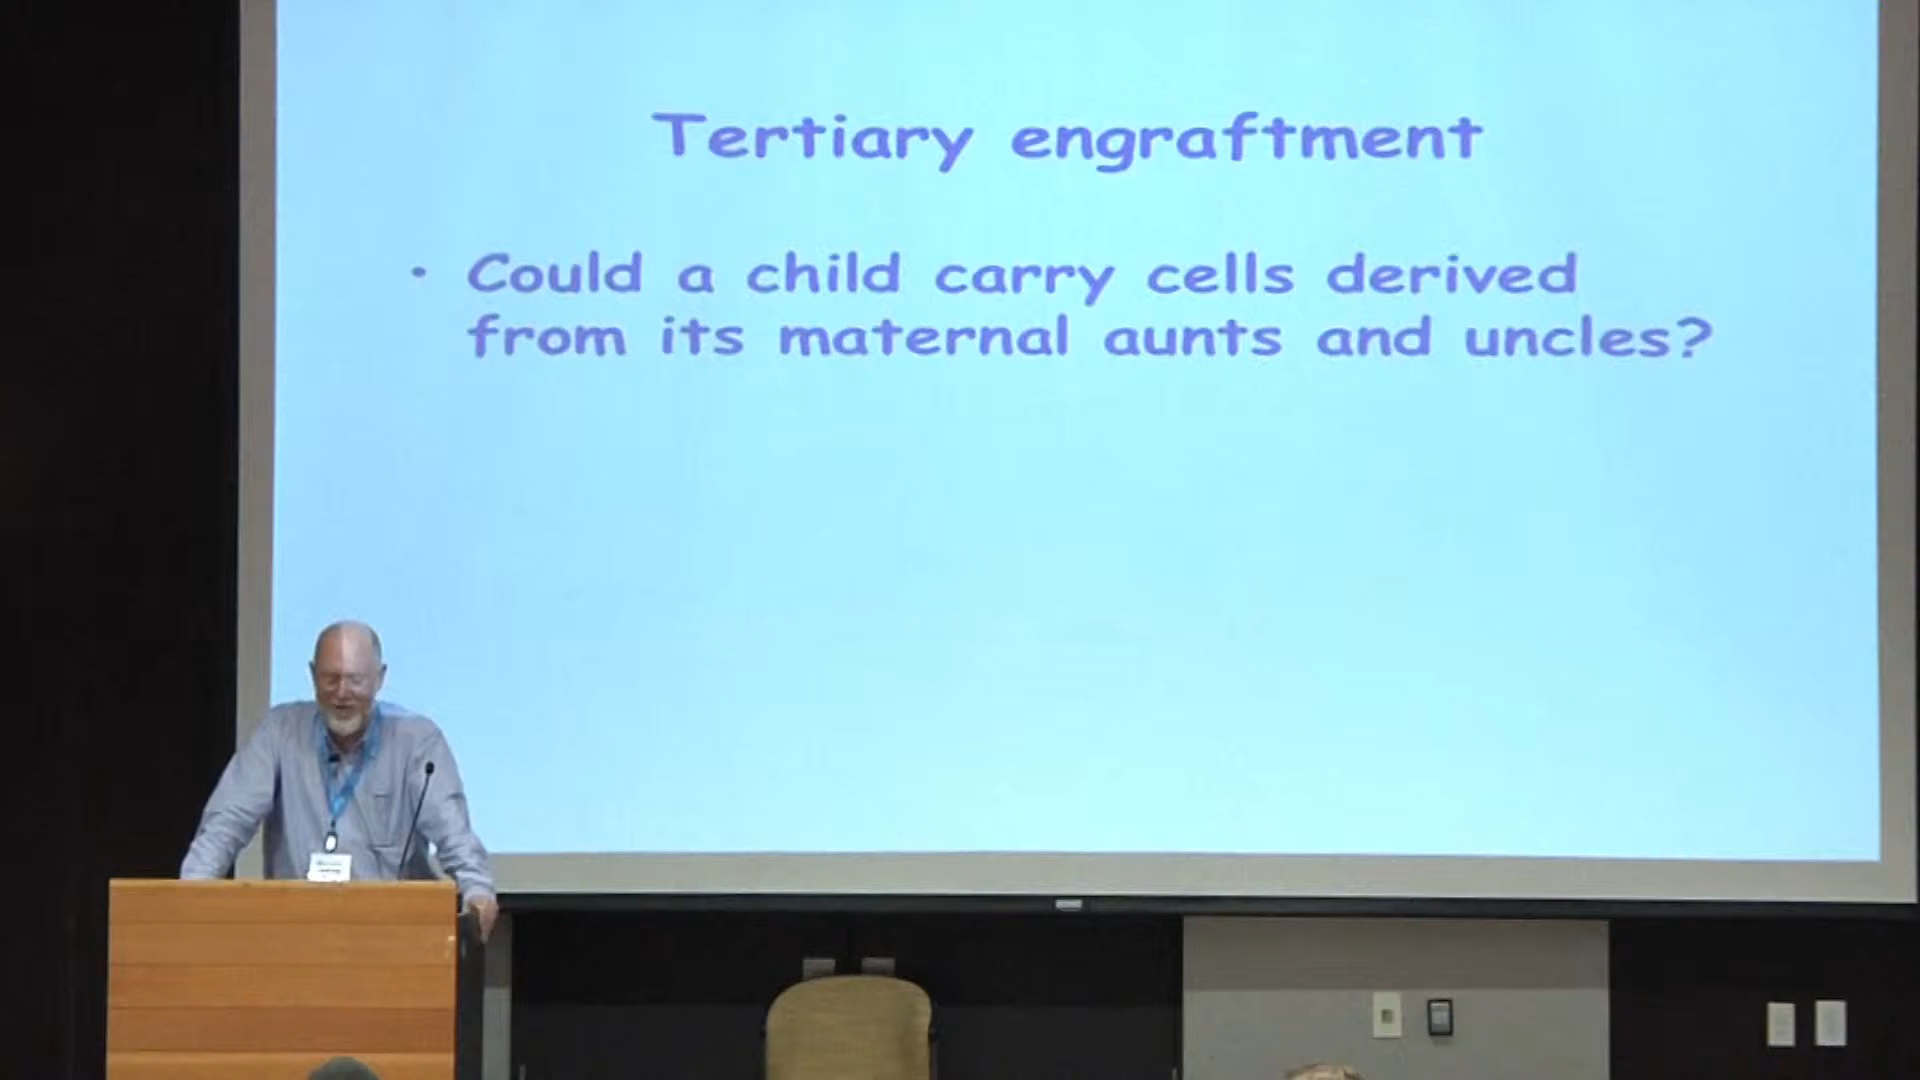 Tertiary engraftment
• Could a child carry cells derived
from its maternal aunts and uncles?